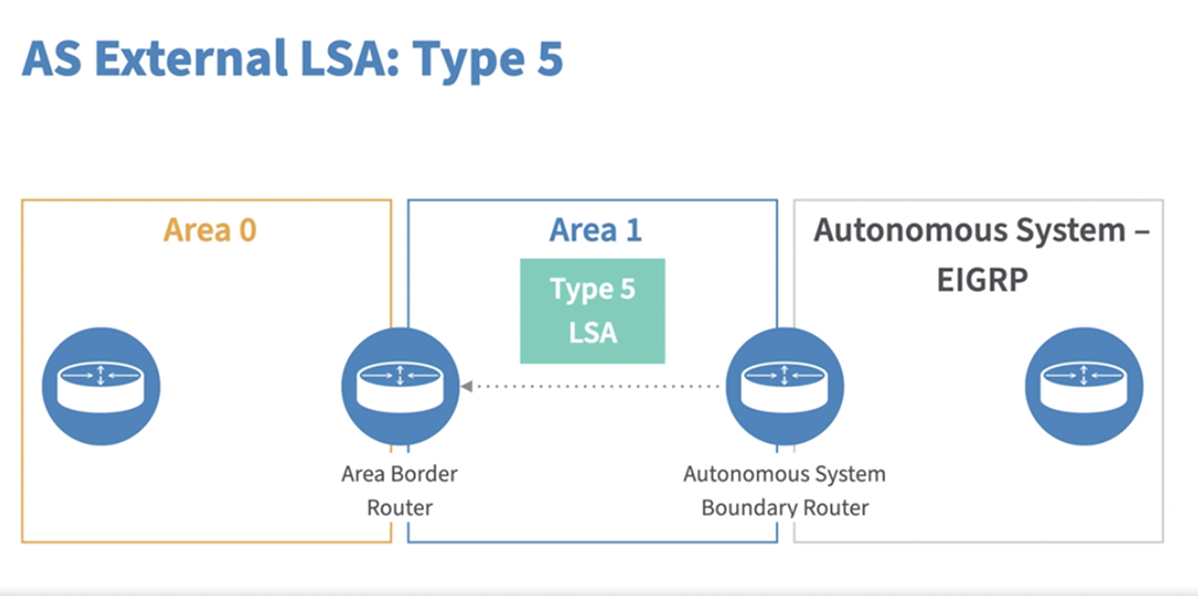 AS External LSA: Type 5
Area 0
Area 1
Autonomous System –
EIGRP
Type 5
LSA
Area Border
Router
Autonomous System
Boundary Router